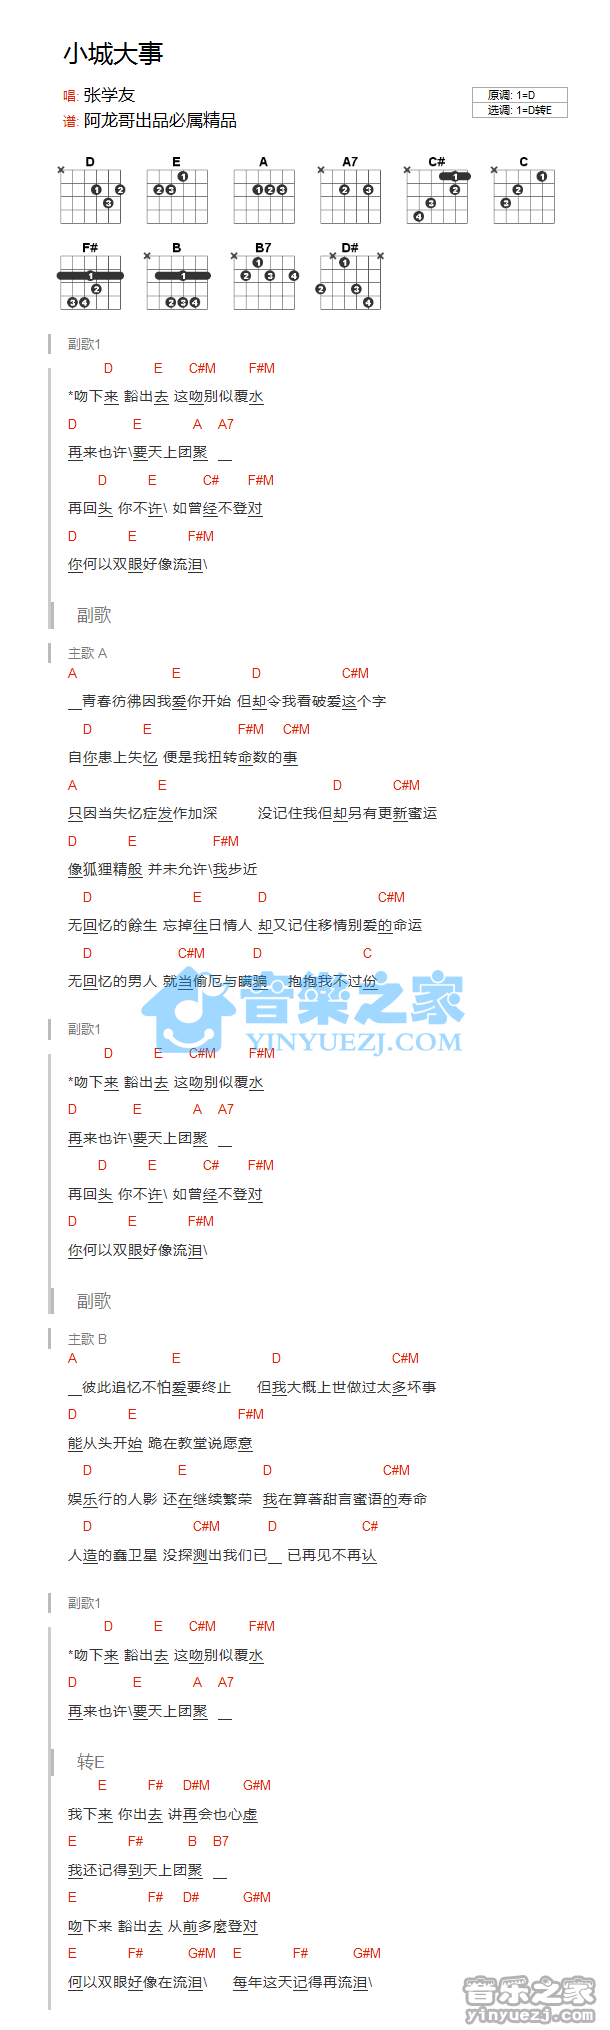 小城大事
唱: 张学友
谱: 阿龙哥出品必属精品
原调: 1=D
选调: 1=D转E
D E A A7 C# C
F# B B7 D#
副歌1
D E C#M F#M
*吻下来 豁出去 这吻别似覆水
D E A A7
再来也许\要天上团聚 __
D E C# F#M
再回头 你不许\ 如曾经不登对
D E F#M
你何以双眼好像流泪\
副歌
主歌 A
A E D C#M
__青春彷彿因我爱你开始 但却令我看破爱这个字
D E F#M C#M
自你患上失忆 便是我扭转命数的事
A E D C#M
只因当失忆症发作加深 没记住我但却另有更新蜜运
D E F#M
像狐狸精般 并未允许\我步近
D E D C#M
无回忆的餘生 忘掉往日情人 却又记住移情别爱的命运
D C#M D C
无回忆的男人 就当偷厄与瞒骗 抱抱我不过份
音樂之家
YINYUEZJ.COM
副歌1
D E C#M F#M
*吻下来 豁出去 这吻别似覆水
D E A A7
再来也许\要天上团聚 __
D E C# F#M
再回头 你不许\ 如曾经不登对
D E F#M
你何以双眼好像流泪\
副歌
主歌 B
A E D C#M
__彼此追忆不怕爱要终止 但我大概上世做过太多坏事
D E F#M
能从头开始 跪在教堂说愿意
D E D C#M
娱乐行的人影 还在继续繁荣 我在算著甜言蜜语的寿命
D C#M D C#
人造的蠢卫星 没探测出我们已__ 已再见不再认
副歌1
D E C#M F#M
*吻下来 豁出去 这吻别似覆水
D E A A7
再来也许\要天上团聚 __
转E
E F# D#M G#M
我下来 你出去 讲再会也心虚
E F# B B7
我还记得到天上团聚 __
E F# D# G#M
吻下来 豁出去 从前多麼登对
E F# G#M E F# G#M
何以双眼好像在流泪\ 每年这天记得再流泪\
音乐之家
yinyuezj.com